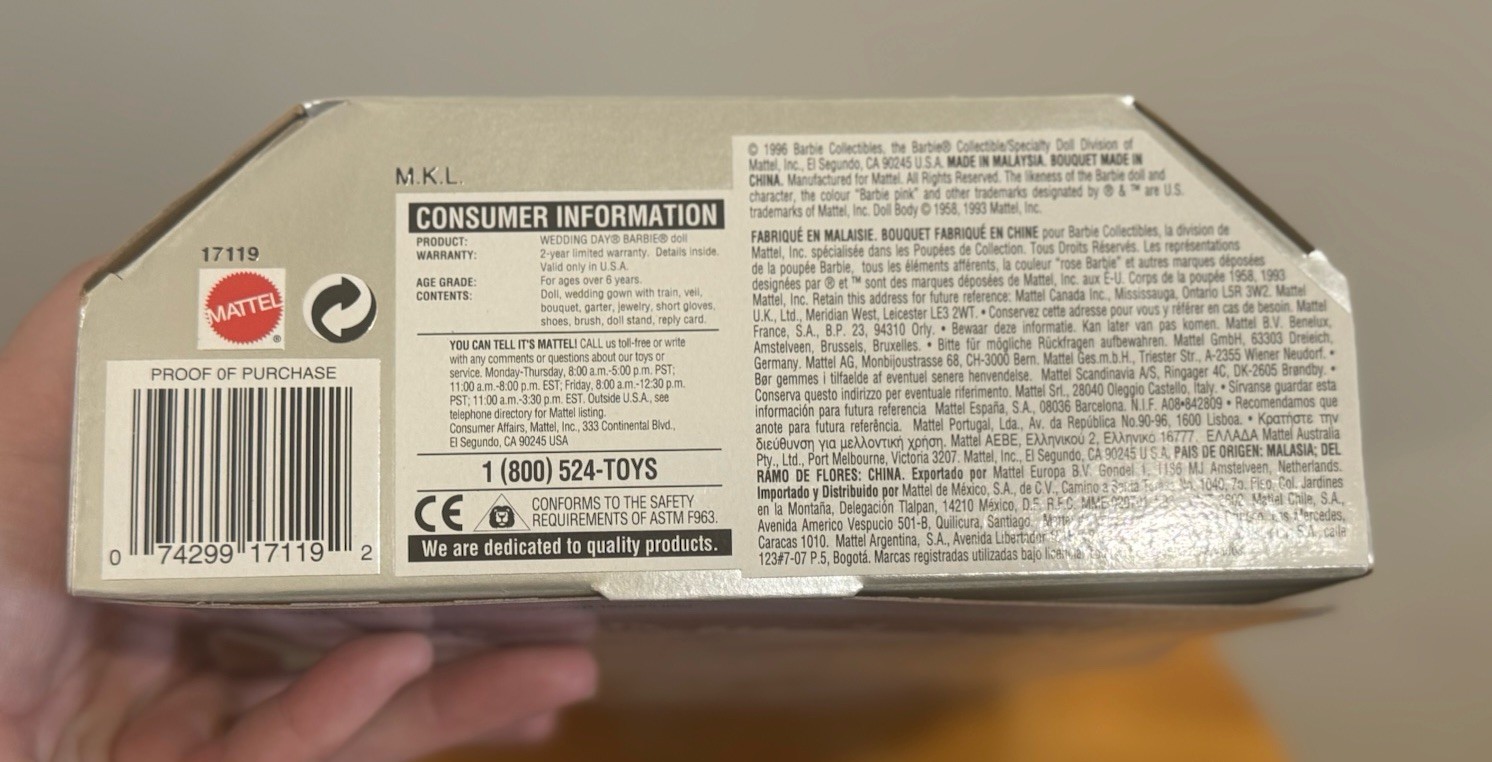 M.K.L.
17119
MATTEL
®
PROOF OF PURCHASE
0 74299 17119 2
CONSUMER INFORMATION
PRODUCT: WEDDING DAY® BARBIE® doll
WARRANTY: 2-year limited warranty. Details inside.
Valid only in U.S.A.
AGE GRADE: For ages over 6 years.
CONTENTS: Doll, wedding gown with train, veil,
bouquet, garter, jewelry, short gloves,
shoes, brush, doll stand, reply card.
YOU CAN TELL IT'S MATTEL! CALL us toll-free or write
with any comments or questions about our toys or
service. Monday-Thursday, 8:00 a.m.-5:00 p.m. PST;
11:00 a.m.-8:00 p.m. EST; Friday, 8:00 a.m.-12:30 p.m.
PST; 11:00 a.m.-3:30 p.m. EST. Outside U.S.A., see
telephone directory for Mattel listing.
Consumer Affairs, Mattel, Inc., 333 Continental Blvd.,
El Segundo, CA 90245 USA
1 (800) 524-TOYS
CE CONFORMS TO THE SAFETY
REQUIREMENTS OF ASTM F963.
We are dedicated to quality products.
© 1996 Barbie Collectibles, the Barbie® Collectible/Specialty Doll Division of
Mattel, Inc., El Segundo, CA 90245 U.S.A. MADE IN MALAYSIA. BOUQUET MADE IN
CHINA. Manufactured for Mattel. All Rights Reserved. The likeness of the Barbie doll and
character, the colour "Barbie pink" and other trademarks designated by ® & ™ are U.S.
trademarks of Mattel, Inc. Doll Body © 1958, 1993 Mattel, Inc.
FABRIQUÉ EN MALAISIE. BOUQUET FABRIQUÉ EN CHINE pour Barbie Collectibles, la division de
Mattel, Inc. spécialisée dans les Poupées de Collection. Tous Droits Réservés. Les représentations
de la poupée Barbie, tous les éléments afférents, la couleur "rose Barbie" et autres marques déposées
designées par ® et ™ sont des marques déposées de Mattel, Inc. aux É-U. Corps de la poupée 1958, 1993
Mattel, Inc. Retain this address for future reference: Mattel Canada Inc., Mississauga, Ontario L5R 3W2. Mattel
U.K., Ltd., Meridian West, Leicester LE3 2WT. • Conservez cette adresse pour vous y référer en cas de besoin. Mattel
France, S.A., B.P. 23, 94310 Orly. • Bewaar deze informatie. Kan later van pas komen. Mattel B.V. Benelux,
Amstelveen, Brussels, Bruxelles. • Bitte für mögliche Rückfragen aufbewahren. Mattel GmbH, 63303 Dreieich,
Germany. Mattel AG, Monbijoustrasse 68, CH-3000 Bern. Mattel Ges.m.b.H., Triester Str., A-2355 Wiener Neudorf. •
Bør gemmes i tilfælde af eventuel senere henvendelse. Mattel Scandinavia A/S, Ringager 4C, DK-2605 Brøndby. •
Conserva questo indirizzo per eventuale riferimento. Mattel Srl., 28040 Oleggio Castello, Italy. • Sírvanse guardar esta
información para futura referencia Mattel España, S.A., 08036 Barcelona. N.I.F. A08•842809 • Recomendamos que
anote para futura referência. Mattel Portugal, Lda., Av. da República No.90-96, 1600 Lisboa. • Κρατήστε την
διεύθυνση για μελλοντική χρήση. Mattel AEBE, Ελληνικού 2, Ελληνικό 16777. ΕΛΛΑΔΑ Mattel Australia
Pty., Ltd., Port Melbourne, Victoria 3207. Mattel, Inc., El Segundo, CA 90245 U.S.A. PAIS DE ORIGEN: MALASIA; DEL
RAMO DE FLORES: CHINA. Exportado por Mattel Europa B.V. Gondel 1, 1186 MJ Amstelveen, Netherlands.
Importado y Distribuido por Mattel de México, S.A., de C.V., Camino a Santa 1040, 7o. Piso, Col. Jardines
en la Montaña, Delegación Tlalpan, 14210 México, D.F. R.F.C. Mattel Chile, S.A.,
Avenida Americo Vespucio 501-B, Quilicura, Santiago. Mercedes,
Caracas 1010. Mattel Argentina, S.A., Avenida Libertador S.A., calle
123#7-07 P.5, Bogotá. Marcas registradas utilizadas bajo